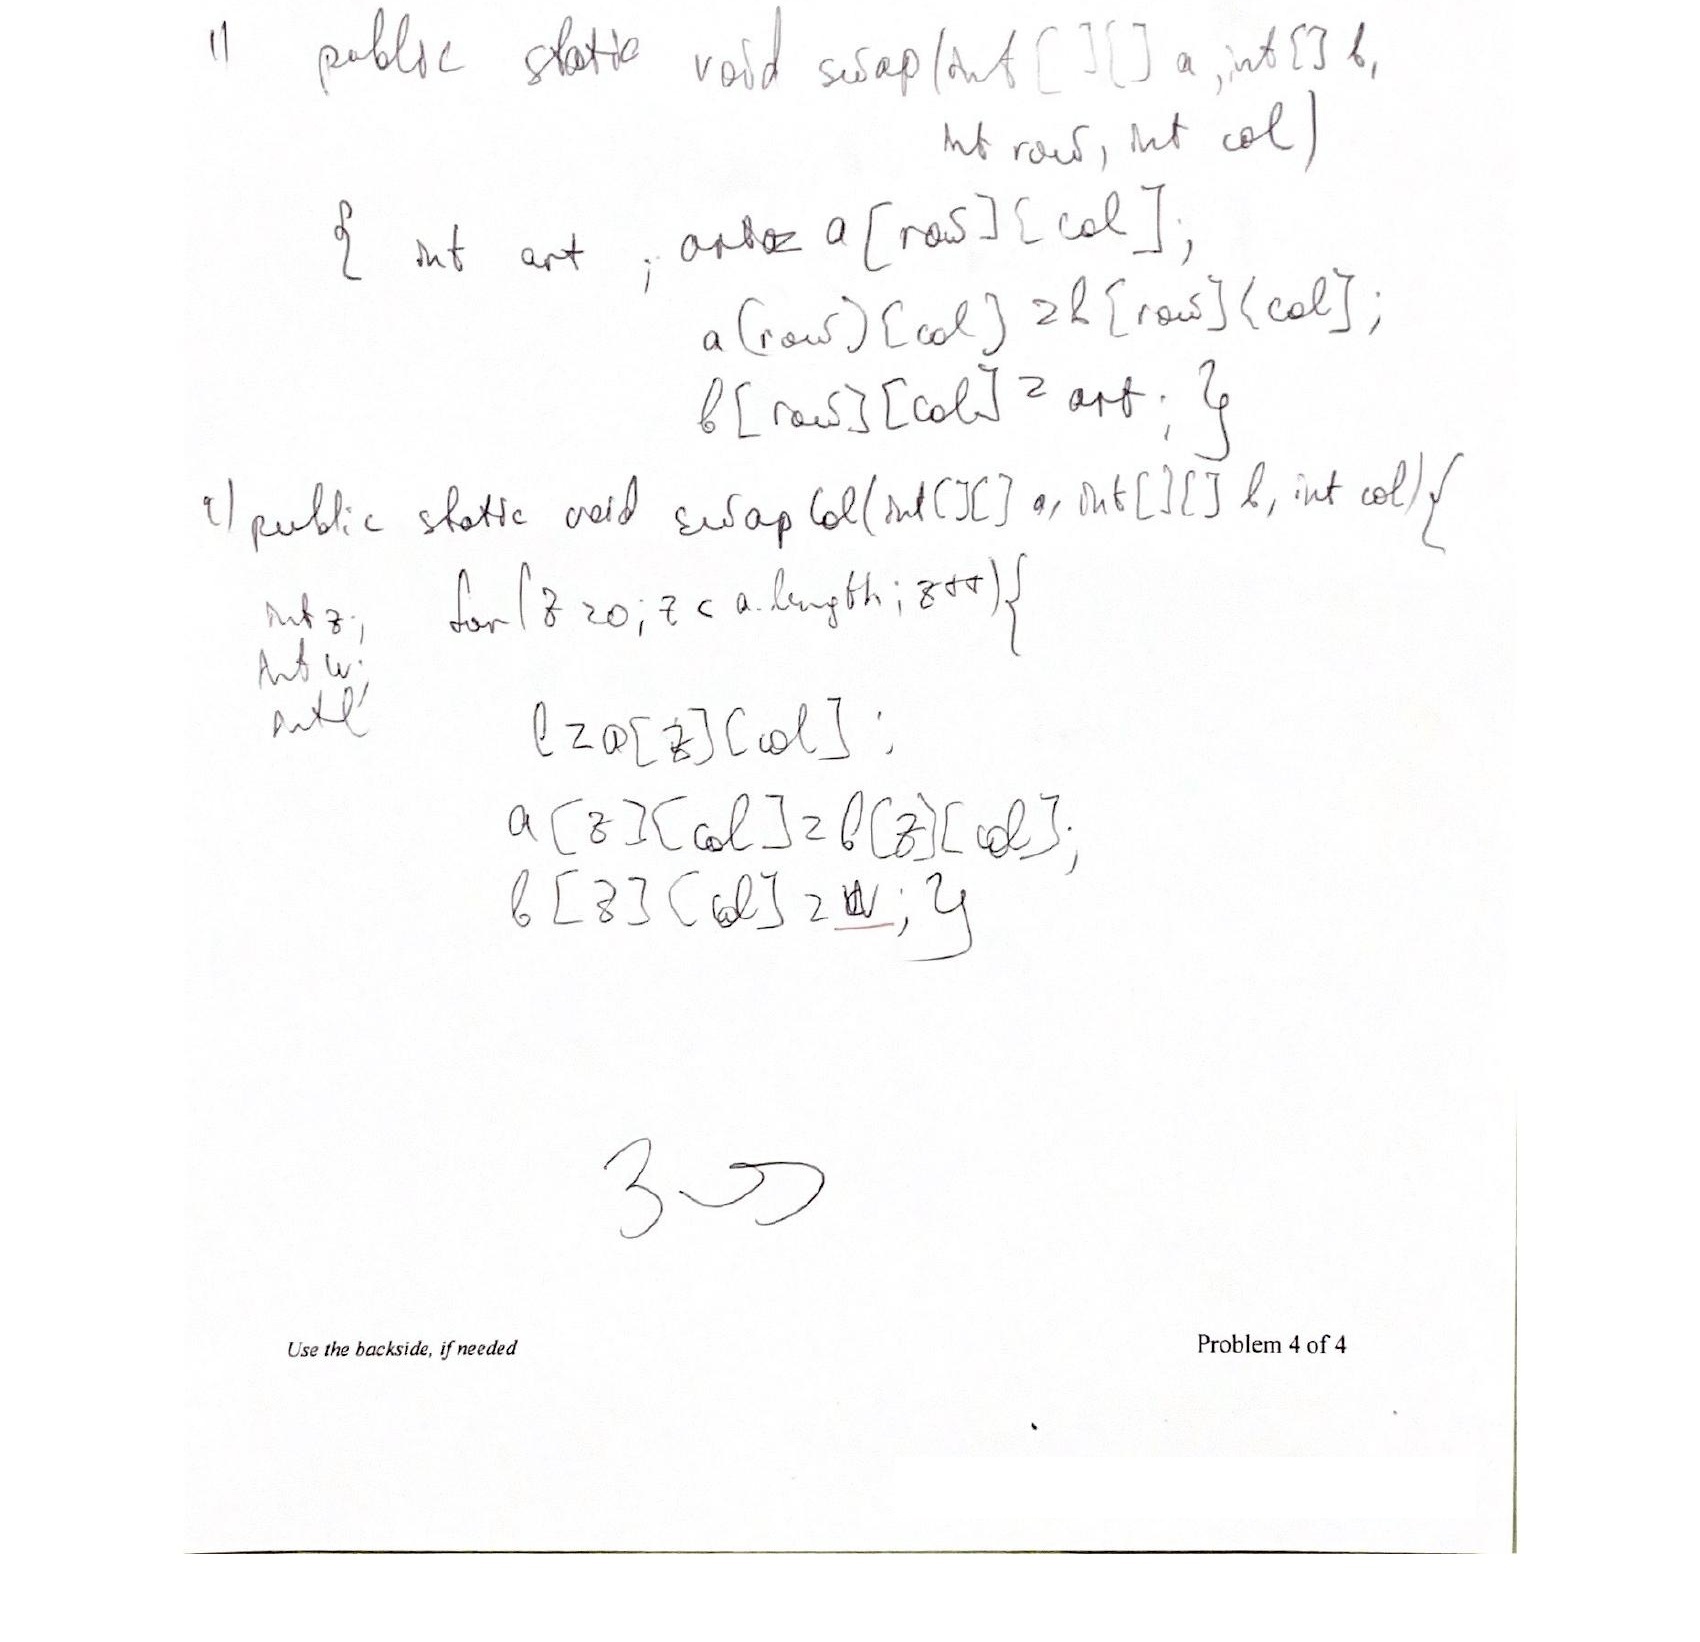 1) public static void swap(int[][] a, int[] b,
int row, int col)
{ int art ; art = a[row][col];
a(row)[col] = b[row][col];
b[row][col] = art; }
2) public static void swapCol(int[][] a, int[][] b, int col){
int z; for(z=0; z < a.length; z++){
int w;
int l
l = a[z][col];
a[z][col] = b[z][col];
b[z][col] = w; }
3
Use the backside, if needed Problem 4 of 4